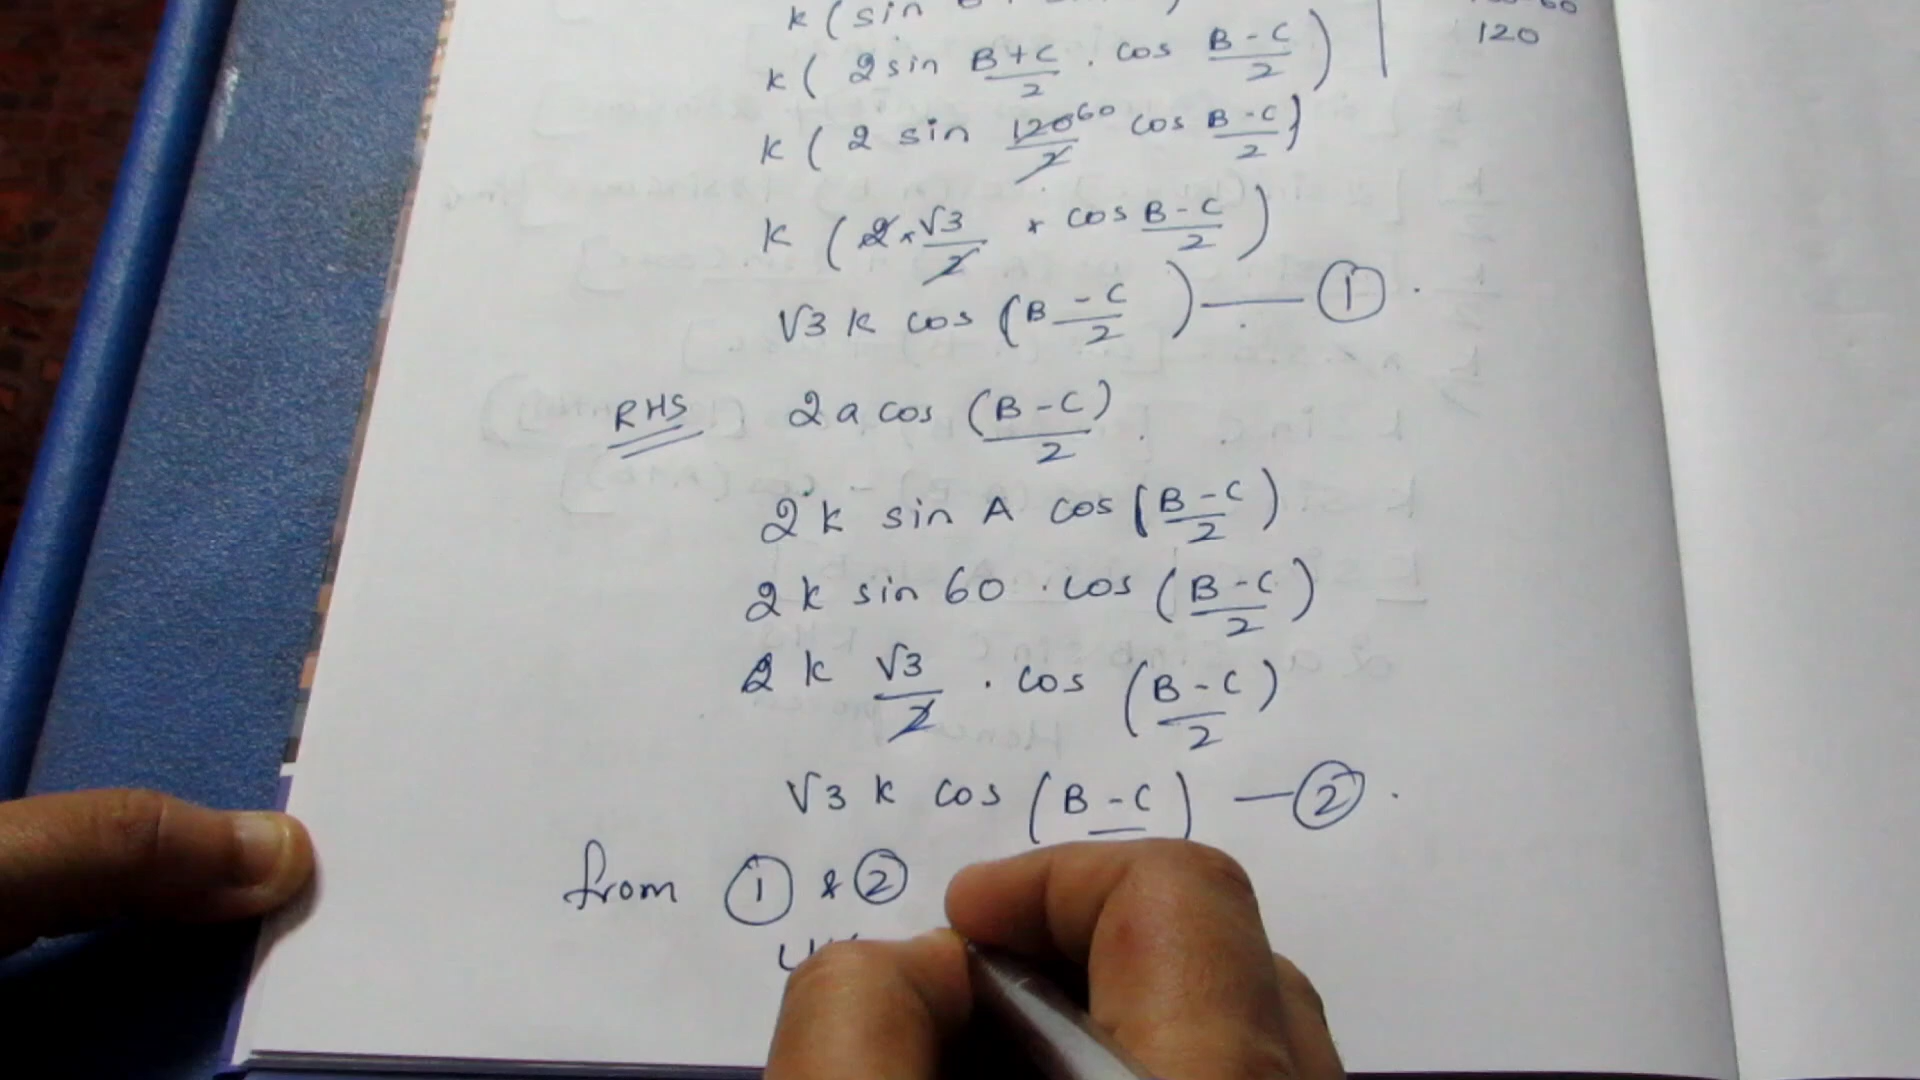 k ( sin
k ( 2 sin B+C/2 . cos B-C/2 )
120
k ( 2 sin 120/2 60 cos B-C/2 )
k ( 2 × √3/2 × cos B-C/2 )
√3 k cos ( B-C/2 ) — ① .
RHS 2 a cos ( B-C )/2 .
2 k sin A cos ( B-C/2 )
2 k sin 60 . cos ( B-C/2 )
2 k √3/2 . cos ( B-C/2 )
√3 k cos ( B-C ) — ② .
from ① & ②